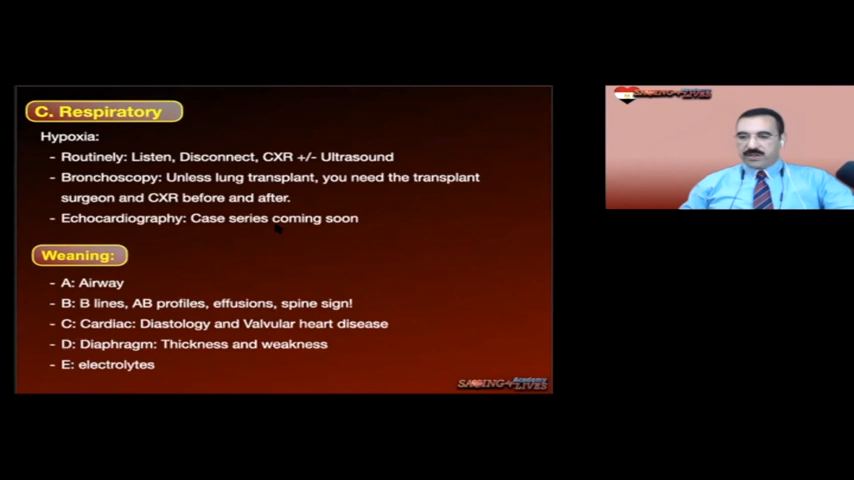 C. Respiratory
Hypoxia:
- Routinely: Listen, Disconnect, CXR +/- Ultrasound
- Bronchoscopy: Unless lung transplant, you need the transplant
surgeon and CXR before and after.
- Echocardiography: Case series coming soon
Weaning:
- A: Airway
- B: B lines, AB profiles, effusions, spine sign!
- C: Cardiac: Diastology and Valvular heart disease
- D: Diaphragm: Thickness and weakness
- E: electrolytes
Academy
SAVING LIVES